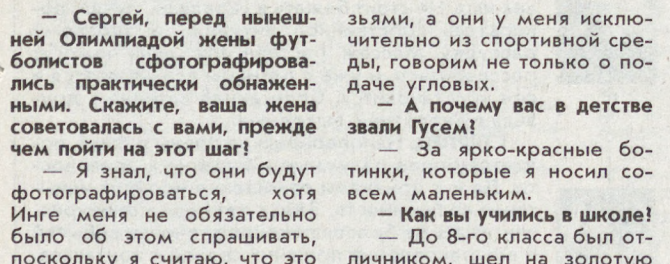 — Сергей, перед нынеш-
ней Олимпиадой жены фут-
болистов сфотографирова-
лись практически обнажен-
ными. Скажите, ваша жена
советовалась с вами, прежде
чем пойти на этот шаг?
— Я знал, что они будут
фотографироваться, хотя
Инге меня не обязательно
было об этом спрашивать,
поскольку я считаю, что это
зьями, а они у меня исклю-
чительно из спортивной сре-
ды, говорим не только о по-
даче угловых.
— А почему вас в детстве
звали Гусем?
— За ярко-красные бо-
тинки, которые я носил со-
всем маленьким.
— Как вы учились в школе?
— До 8-го класса был от-
личником, шел на золотую